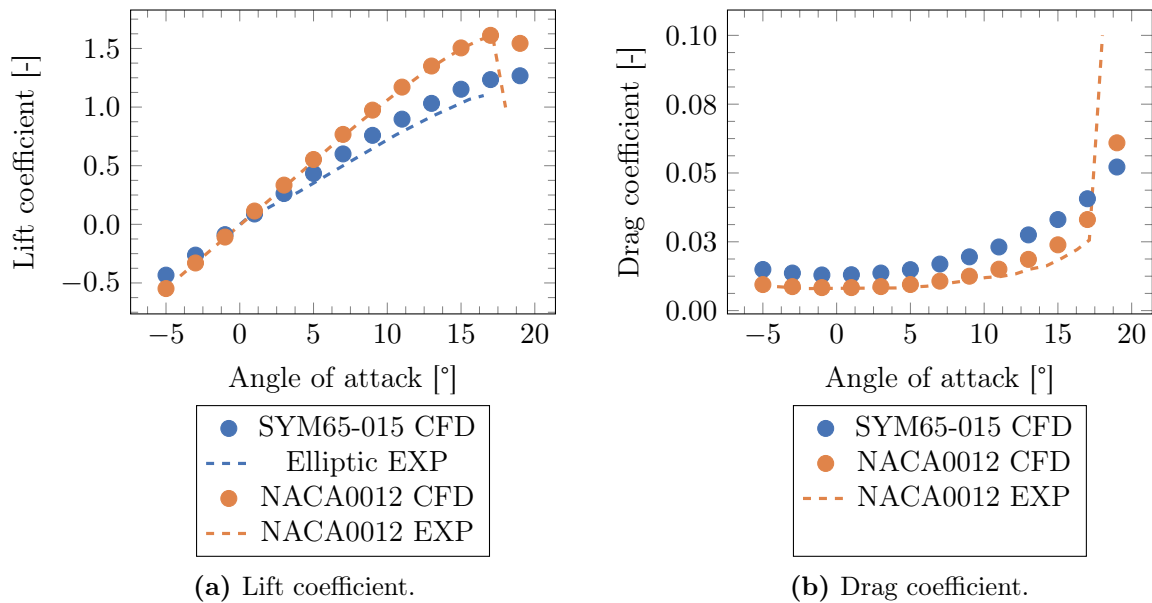 Lift coefficient [-]
1.5
1.0
0.5
0.0
−0.5
−5 0 5 10 15 20
Angle of attack [°]
SYM65-015 CFD
Elliptic EXP
NACA0012 CFD
NACA0012 EXP
(a) Lift coefficient.
Drag coefficient [-]
0.10
0.08
0.05
0.03
0.00
−5 0 5 10 15 20
Angle of attack [°]
SYM65-015 CFD
NACA0012 CFD
NACA0012 EXP
(b) Drag coefficient.